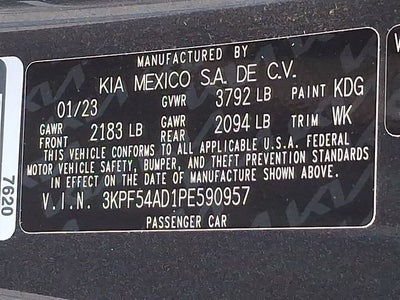 MANUFACTURED BY
KIA MEXICO S.A. DE C.V.
01/23 GVWR 3792 LB PAINT KDG
GAWR FRONT 2183 LB GAWR REAR 2094 LB TRIM WK
THIS VEHICLE CONFORMS TO ALL APPLICABLE U.S.A. FEDERAL
MOTOR VEHICLE SAFETY, BUMPER, AND THEFT PREVENTION STANDARDS
IN EFFECT ON THE DATE OF MANUFACTURE SHOWN ABOVE.
V.I.N. 3KPF54AD1PE590957
PASSENGER CAR
7620